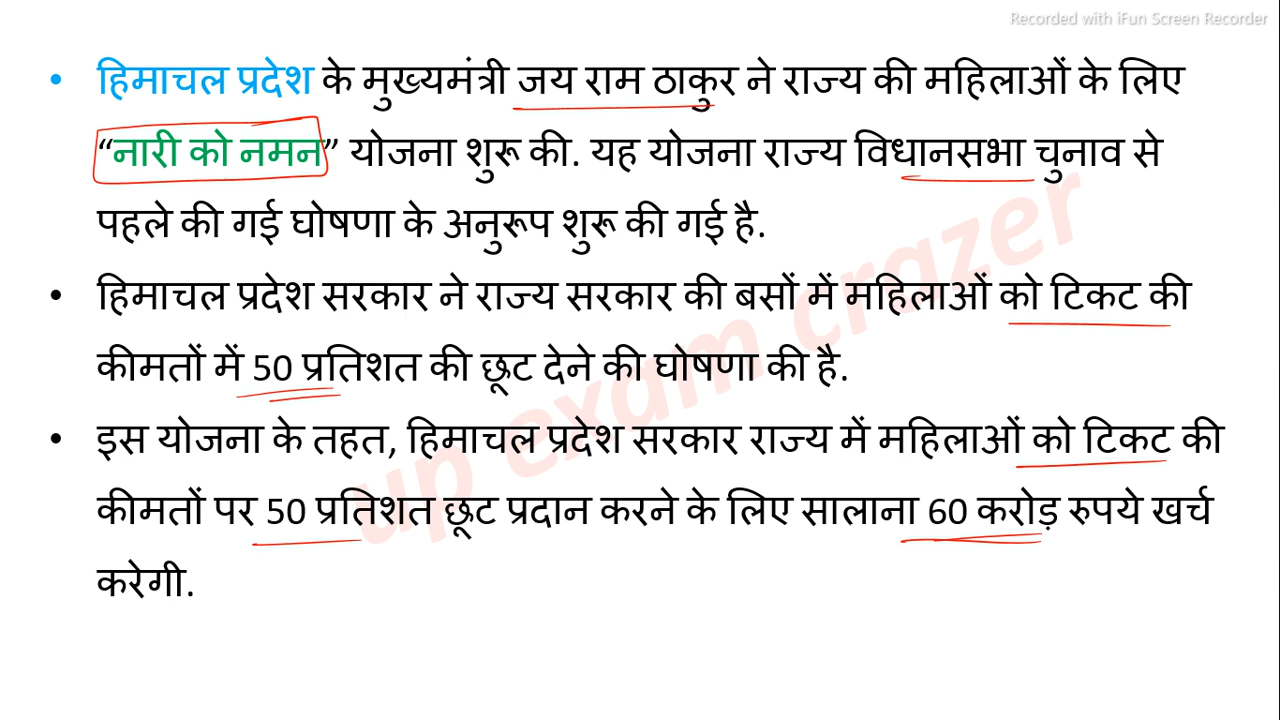 Recorded with iFun Screen Recorder
• हिमाचल प्रदेश के मुख्यमंत्री जय राम ठाकुर ने राज्य की महिलाओं के लिए
“नारी को नमन” योजना शुरू की. यह योजना राज्य विधानसभा चुनाव से
पहले की गई घोषणा के अनुरूप शुरू की गई है.
• हिमाचल प्रदेश सरकार ने राज्य सरकार की बसों में महिलाओं को टिकट की
कीमतों में 50 प्रतिशत की छूट देने की घोषणा की है.
• इस योजना के तहत, हिमाचल प्रदेश सरकार राज्य में महिलाओं को टिकट की
कीमतों पर 50 प्रतिशत छूट प्रदान करने के लिए सालाना 60 करोड़ रुपये खर्च
करेगी.
up exam crazer